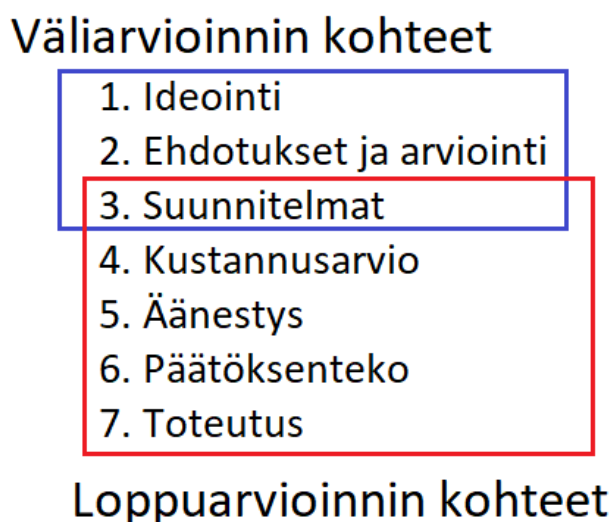 Väliarvioinnin kohteet
1. Ideointi
2. Ehdotukset ja arviointi
3. Suunnitelmat
4. Kustannusarvio
5. Äänestys
6. Päätöksenteko
7. Toteutus
Loppuarvioinnin kohteet